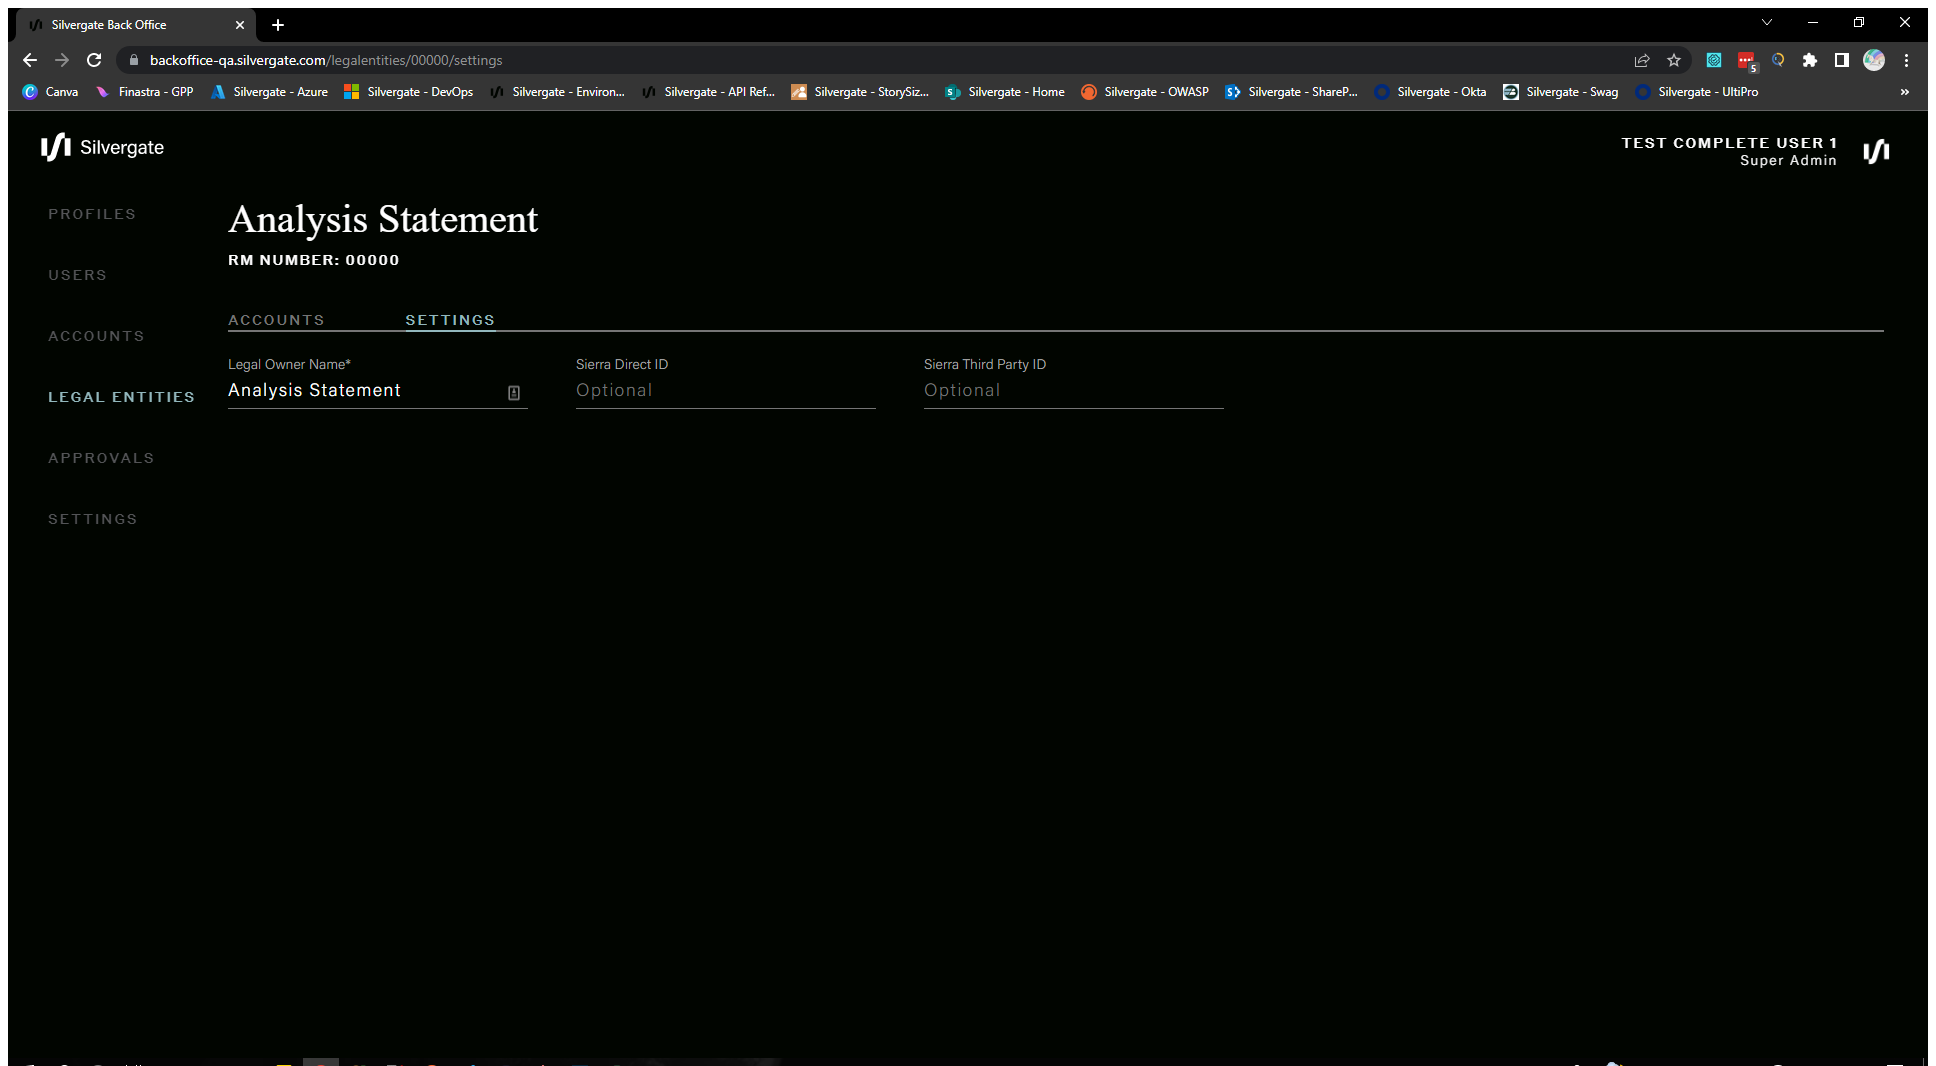 Silvergate Back Office
backoffice-qa.silvergate.com/legalentities/00000/settings
5
Canva
Finastra - GPP
Silvergate - Azure
Silvergate - DevOps
Silvergate - Environ...
Silvergate - API Ref...
Silvergate - StorySiz...
Silvergate - Home
Silvergate - OWASP
Silvergate - ShareP...
Silvergate - Okta
Silvergate - Swag
Silvergate - UltiPro
Silvergate
TEST COMPLETE USER 1
Super Admin
PROFILES
USERS
ACCOUNTS
LEGAL ENTITIES
APPROVALS
SETTINGS
Analysis Statement
RM NUMBER: 00000
ACCOUNTS
SETTINGS
Legal Owner Name*
Analysis Statement
Sierra Direct ID
Optional
Sierra Third Party ID
Optional